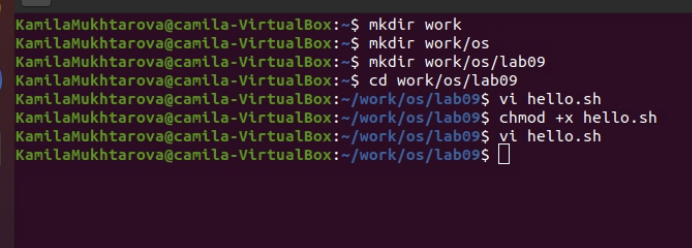 KamilaMukhtarova@camila-VirtualBox:~$ mkdir work
KamilaMukhtarova@camila-VirtualBox:~$ mkdir work/os
KamilaMukhtarova@camila-VirtualBox:~$ mkdir work/os/lab09
KamilaMukhtarova@camila-VirtualBox:~$ cd work/os/lab09
KamilaMukhtarova@camila-VirtualBox:~/work/os/lab09$ vi hello.sh
KamilaMukhtarova@camila-VirtualBox:~/work/os/lab09$ chmod +x hello.sh
KamilaMukhtarova@camila-VirtualBox:~/work/os/lab09$ vi hello.sh
KamilaMukhtarova@camila-VirtualBox:~/work/os/lab09$